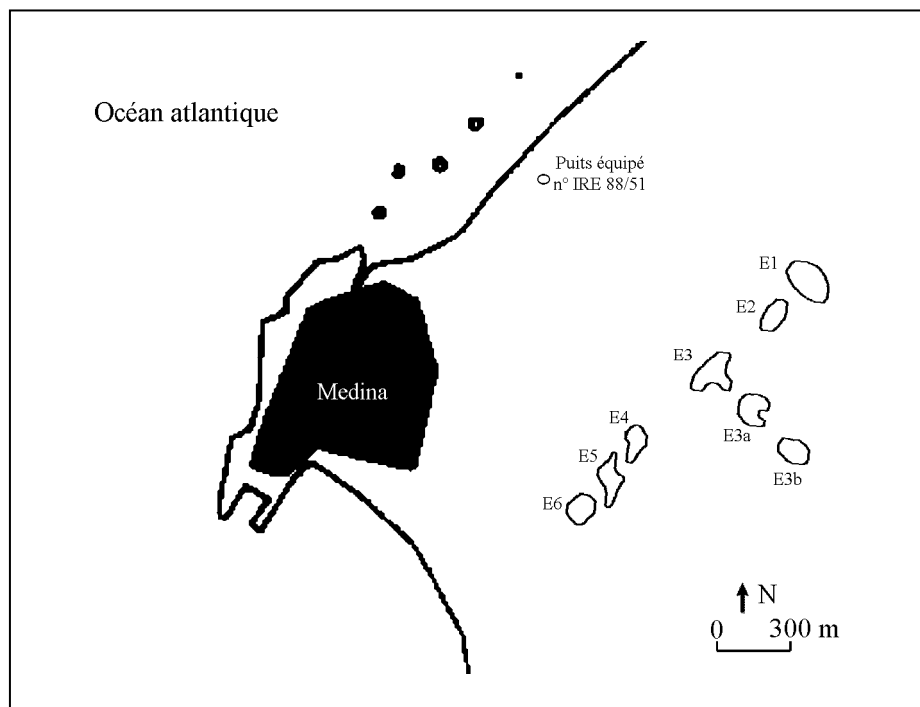 Océan atlantique
Puits équipé
n° IRE 88/51
E1
E2
E3
Medina
E3a
E4
E5
E3b
E6
N
0 300 m